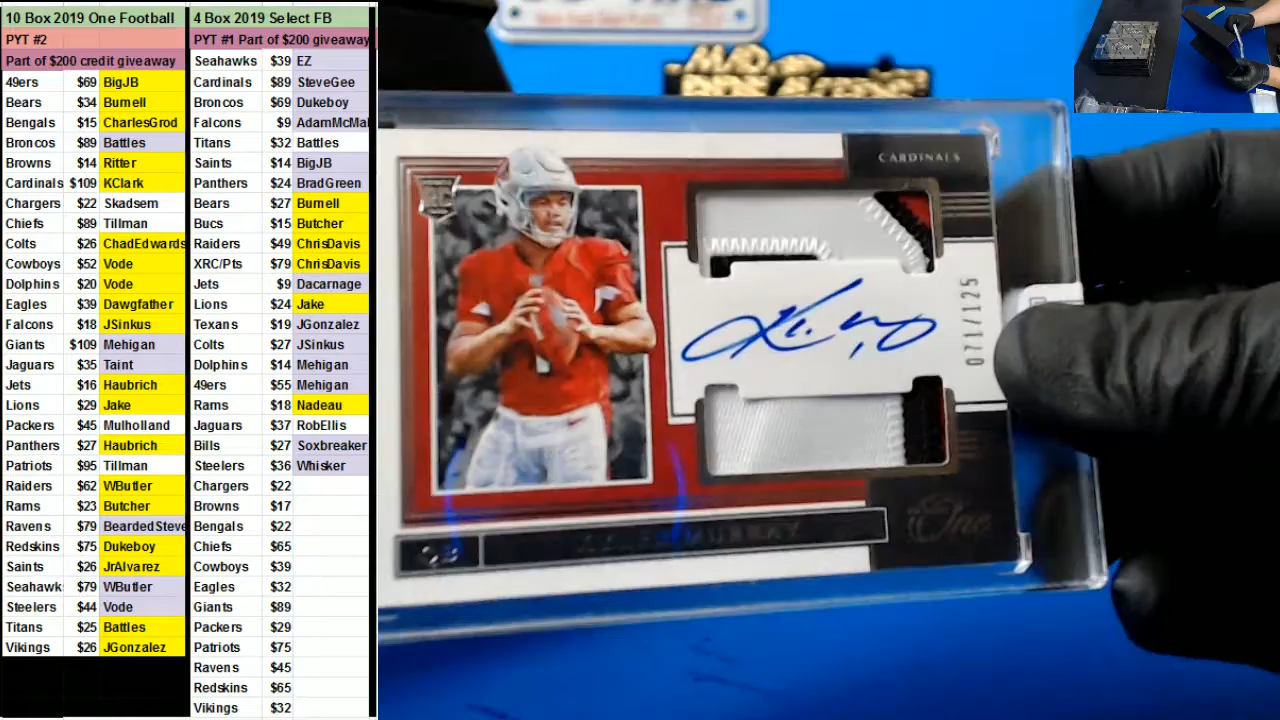 10 Box 2019 One Football
PYT #2
Part of $200 credit giveaway
49ers $69 BigJB
Bears $34 Burnell
Bengals $15 CharlesGrod
Broncos $89 Battles
Browns $14 Ritter
Cardinals $109 KClark
Chargers $22 Skadsem
Chiefs $89 Tillman
Colts $26 ChadEdwards
Cowboys $52 Vode
Dolphins $20 Vode
Eagles $39 Dawgfather
Falcons $18 JSinkus
Giants $109 Mehigan
Jaguars $35 Taint
Jets $16 Haubrich
Lions $29 Jake
Packers $45 Mulholland
Panthers $27 Haubrich
Patriots $95 Tillman
Raiders $62 WButler
Rams $23 Butcher
Ravens $79 BeardedSteve
Redskins $75 Dukeboy
Saints $26 JrAlvarez
Seahawk $79 WButler
Steelers $44 Vode
Titans $25 Battles
Vikings $26 JGonzalez
4 Box 2019 Select FB
PYT #1 Part of $200 giveaway
Seahawks $39 EZ
Cardinals $89 SteveGee
Broncos $69 Dukeboy
Falcons $9 AdamMcMa
Titans $32 Battles
Saints $14 BigJB
Panthers $24 BradGreen
Bears $27 Burnell
Bucs $15 Butcher
Raiders $49 ChrisDavis
XRC/Pts $79 ChrisDavis
Jets $9 Dacarnage
Lions $24 Jake
Texans $19 JGonzalez
Colts $27 JSinkus
Dolphins $14 Mehigan
49ers $55 Mehigan
Rams $18 Nadeau
Jaguars $37 RobEllis
Bills $27 Soxbreaker
Steelers $36 Whisker
Chargers $22
Browns $17
Bengals $22
Chiefs $65
Cowboys $39
Eagles $32
Giants $89
Packers $29
Patriots $75
Ravens $45
Redskins $65
Vikings $32
CARDINALS
RC
071/125
QB
MURRAY
One